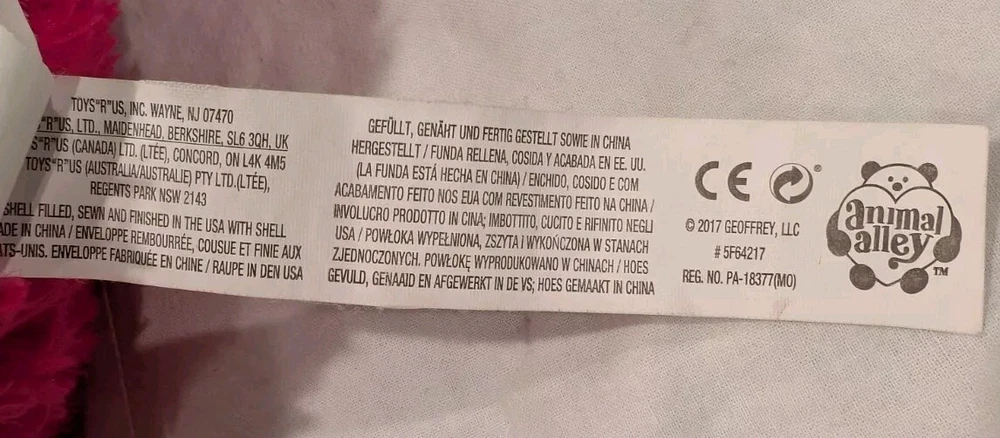 TOYS"R"US, INC. WAYNE, NJ 07470
"R"US, LTD., MAIDENHEAD, BERKSHIRE, SL6 3QH, UK
S"R"US (CANADA) LTD. (LTÉE), CONCORD, ON L4K 4M5
TOYS"R"US (AUSTRALIA/AUSTRALIE) PTY LTD.(LTÉE),
REGENTS PARK NSW 2143
SHELL FILLED, SEWN AND FINISHED IN THE USA WITH SHELL
ADE IN CHINA / ENVELOPPE REMBOURRÉE, COUSUE ET FINIE AUX
ATS-UNIS. ENVELOPPE FABRIQUÉE EN CHINE / RAUPE IN DEN USA
GEFÜLLT, GENÄHT UND FERTIG GESTELLT SOWIE IN CHINA
HERGESTELLT / FUNDA RELLENA, COSIDA Y ACABADA EN EE. UU.
(LA FUNDA ESTÁ HECHA EN CHINA) / ENCHIDO, COSIDO E COM
ACABAMENTO FEITO NOS EUA COM REVESTIMENTO FEITO NA CHINA /
INVOLUCRO PRODOTTO IN CINA; IMBOTTITO, CUCITO E RIFINITO NEGLI
USA / POWŁOKA WYPEŁNIONA, ZSZYTA I WYKOŃCZONA W STANACH
ZJEDNOCZONYCH. POWŁOKĘ WYPRODUKOWANO W CHINACH / HOES
GEVULD, GENAAID EN AFGEWERKT IN DE VS; HOES GEMAAKT IN CHINA
CE
© 2017 GEOFFREY, LLC
# 5F64217
REG. NO. PA-18377(MO)
animal
alley
TM